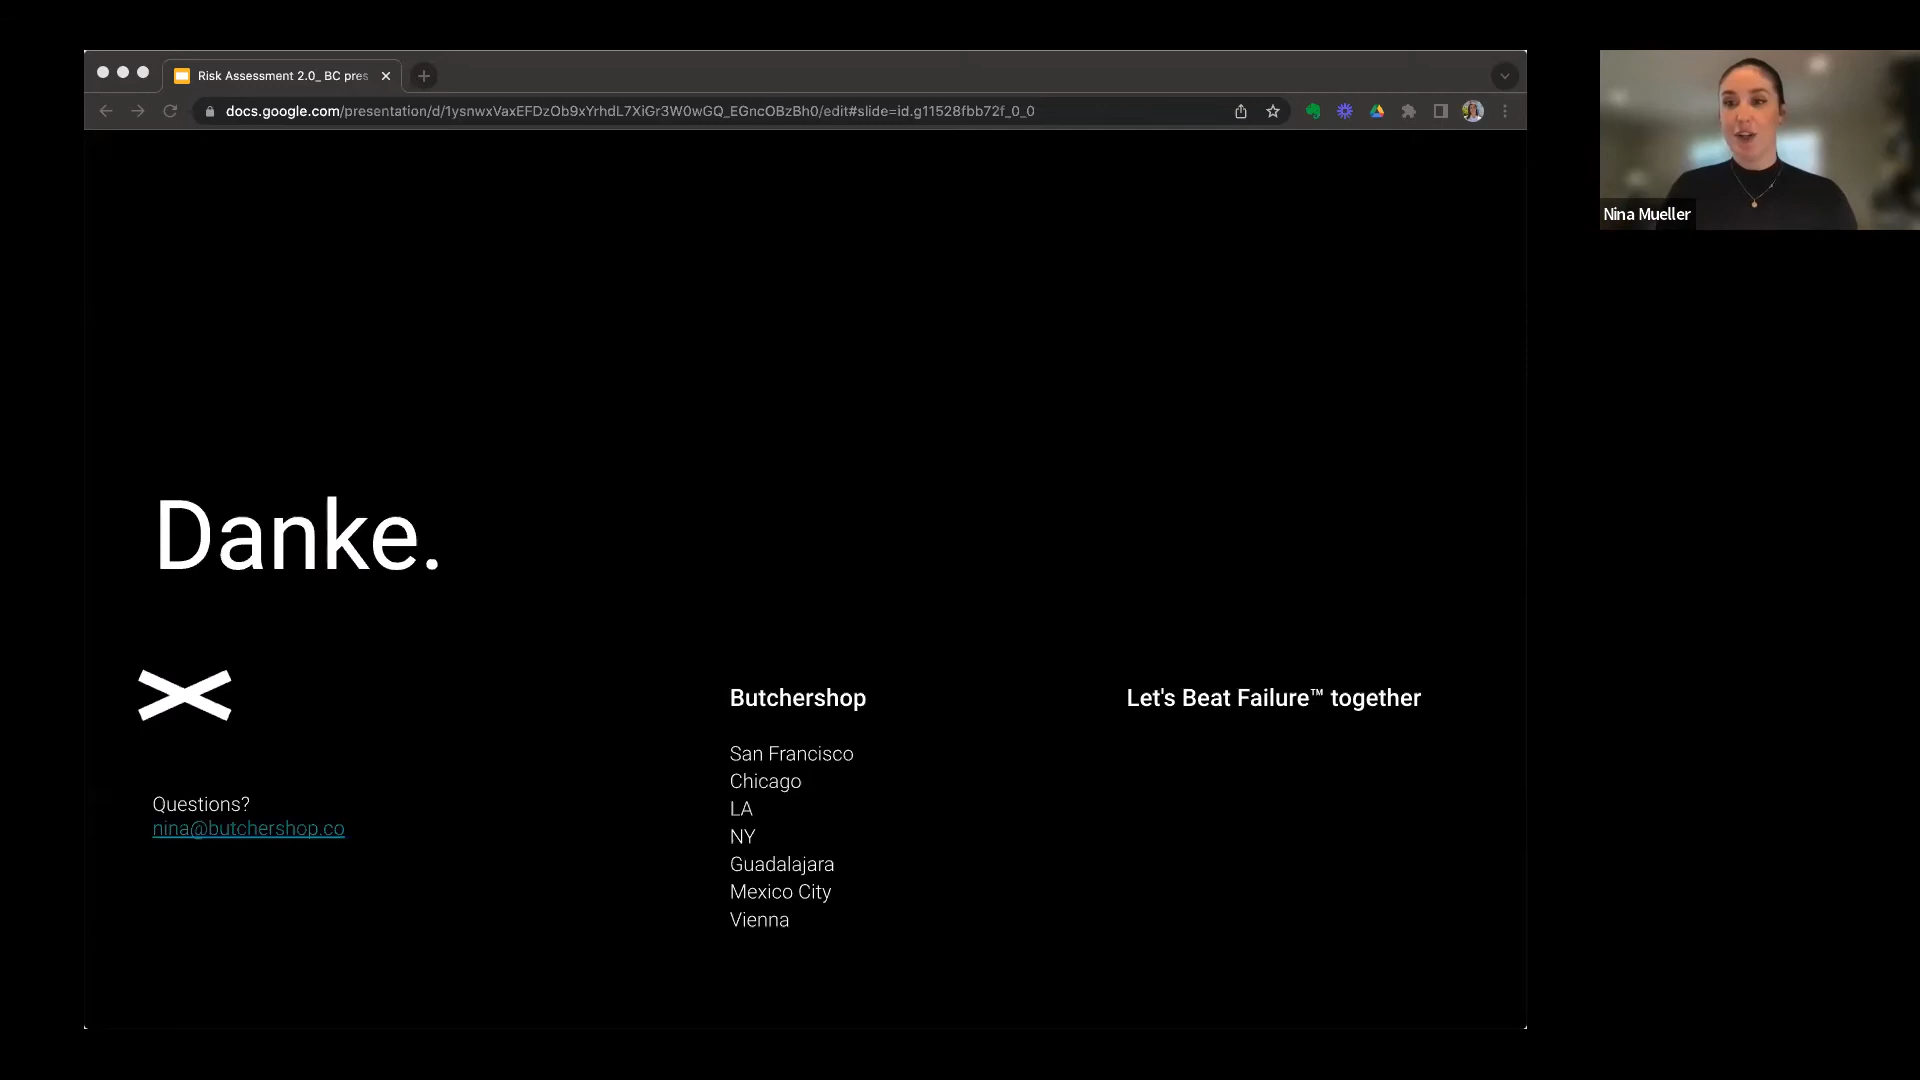 Risk Assessment 2.0_ BC pres
docs.google.com/presentation/d/1ysnwxVaxEFDzOb9xYrhdL7XiGr3W0wGQ_EGncOBzBh0/edit#slide=id.g11528fbb72f_0_0
Nina Mueller
Danke.
Questions?
nina@butchershop.co
Butchershop
San Francisco
Chicago
LA
NY
Guadalajara
Mexico City
Vienna
Let's Beat Failure™ together